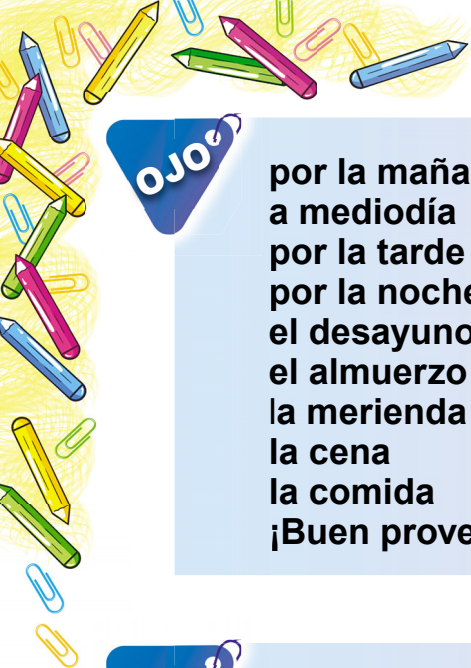 OJO
por la maña
a mediodía
por la tarde
por la noche
el desayuno
el almuerzo
la merienda
la cena
la comida
¡Buen prove